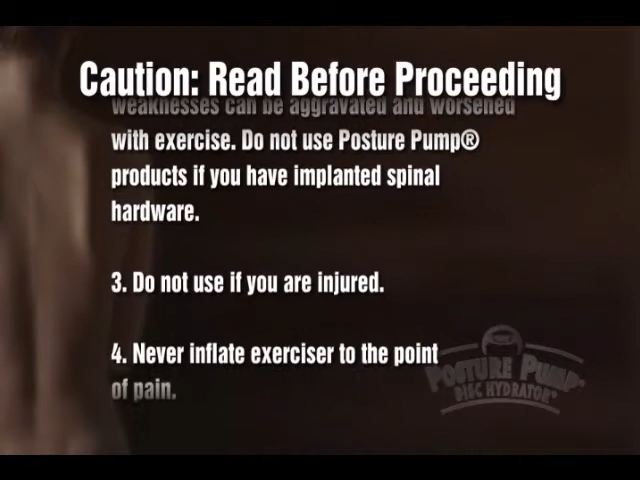 Caution: Read Before Proceeding
weaknesses can be aggravated and worsened
with exercise. Do not use Posture Pump®
products if you have implanted spinal
hardware.
3. Do not use if you are injured.
4. Never inflate exerciser to the point
of pain.
POSTURE PUMP®
DISC HYDRATOR®